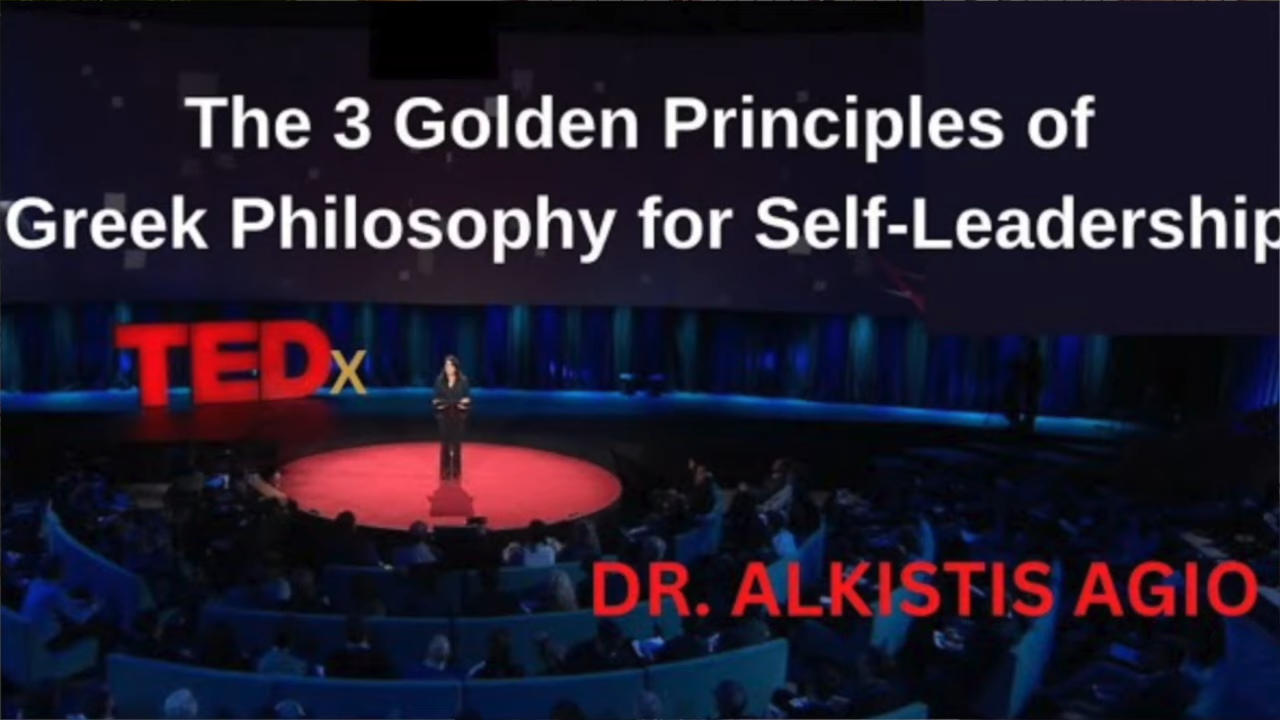 The 3 Golden Principles of
Greek Philosophy for Self-Leadership
TEDx
DR. ALKISTIS AGIO